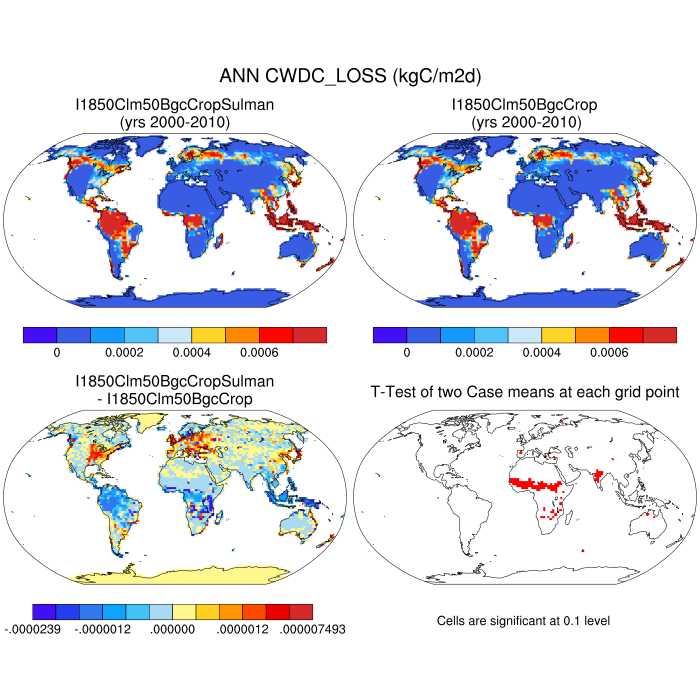 ANN CWDC_LOSS (kgC/m2d)
I1850Clm50BgcCropSulman
(yrs 2000-2010)
I1850Clm50BgcCrop
(yrs 2000-2010)
0 0.0002 0.0004 0.0006
0 0.0002 0.0004 0.0006
I1850Clm50BgcCropSulman
- I1850Clm50BgcCrop
T-Test of two Case means at each grid point
-.0000239 -.0000012 .000000 .0000012 .000007493
Cells are significant at 0.1 level